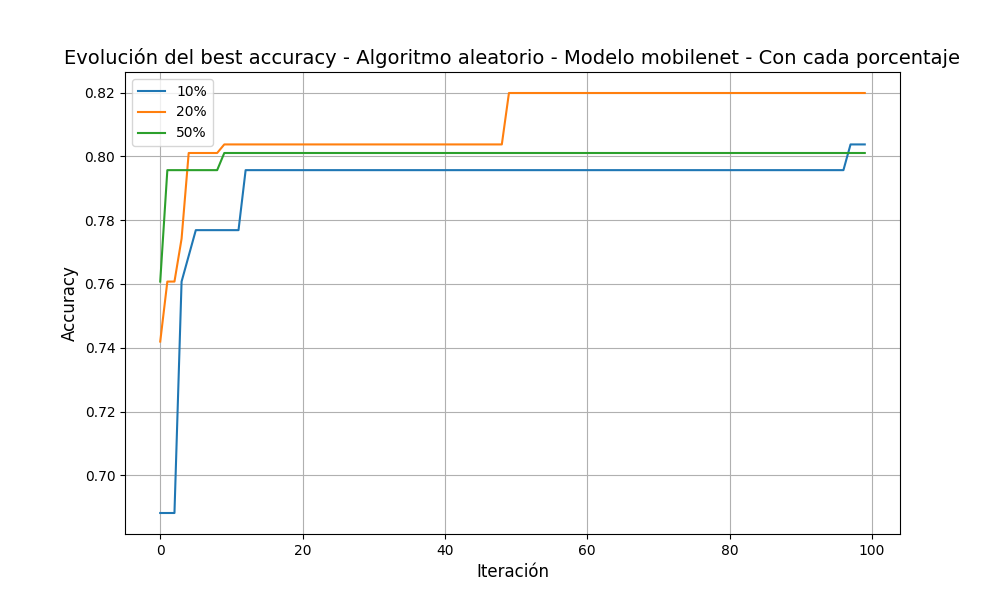 Evolución del best accuracy - Algoritmo aleatorio - Modelo mobilenet - Con cada porcentaje
10%
20%
50%
0.82
0.80
0.78
0.76
0.74
0.72
0.70
Accuracy
0 20 40 60 80 100
Iteración